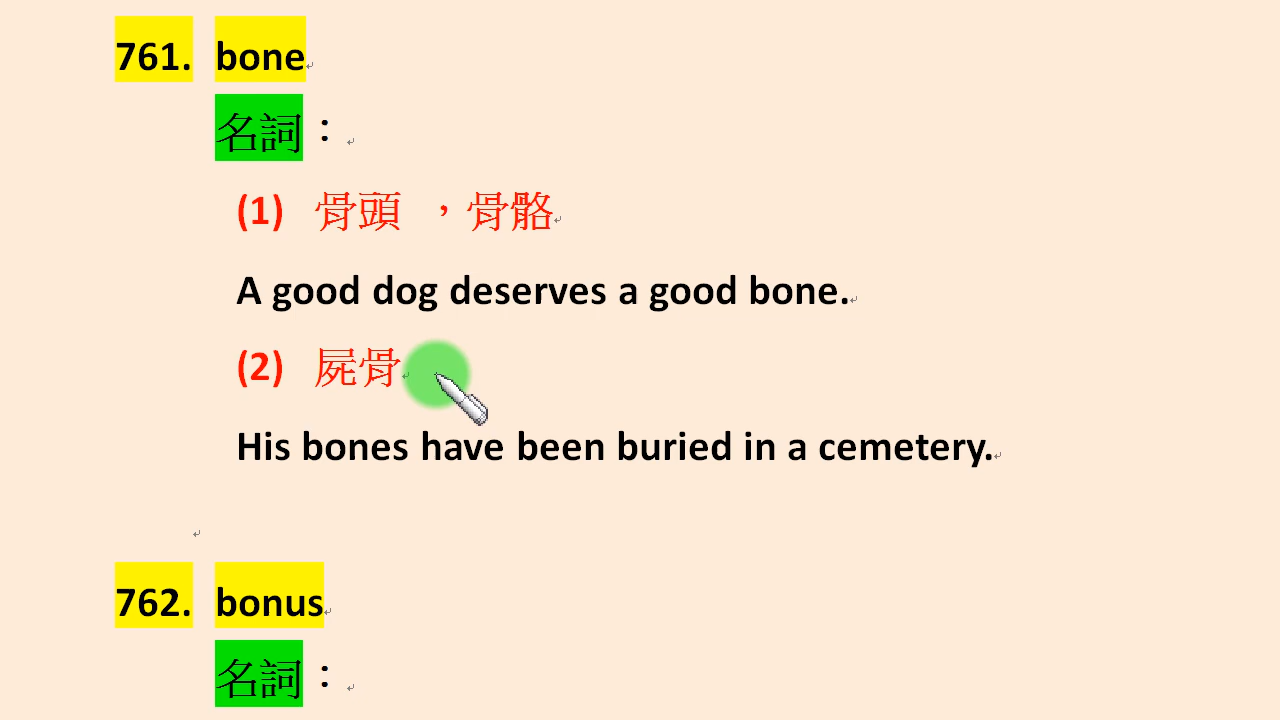 761. bone
名詞：
(1) 骨頭 ，骨骼
A good dog deserves a good bone.
(2) 屍骨
His bones have been buried in a cemetery.
762. bonus
名詞：